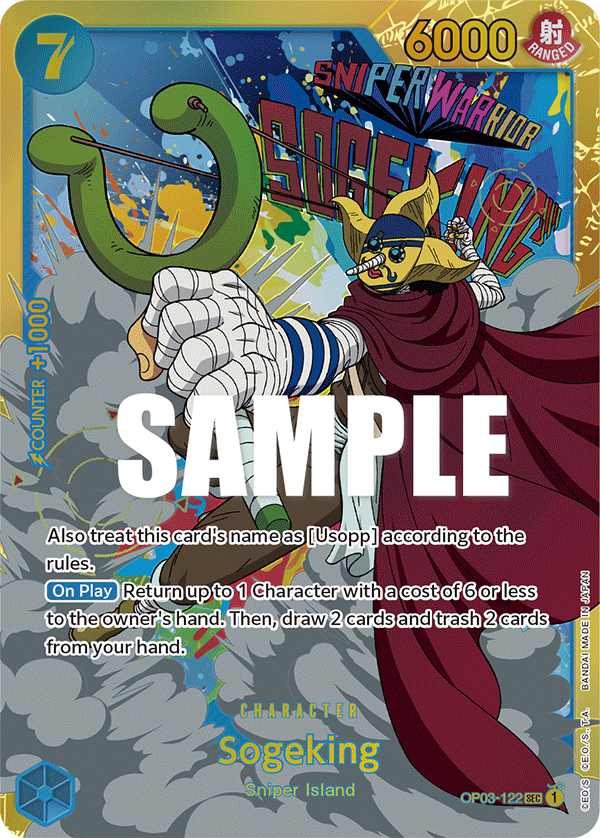 7
6000
射
RANGED
SNIPER WARRIOR
SOGEKING
COUNTER +1000
SAMPLE
Also treat this card's name as [Usopp] according to the
rules.
On Play Return up to 1 Character with a cost of 6 or less
to the owner's hand. Then, draw 2 cards and trash 2 cards
from your hand.
CHARACTER
Sogeking
Sniper Island
OP03-122 SEC 1
©E.O/S ©E.O./S., T.A. BANDAI MADE IN JAPAN